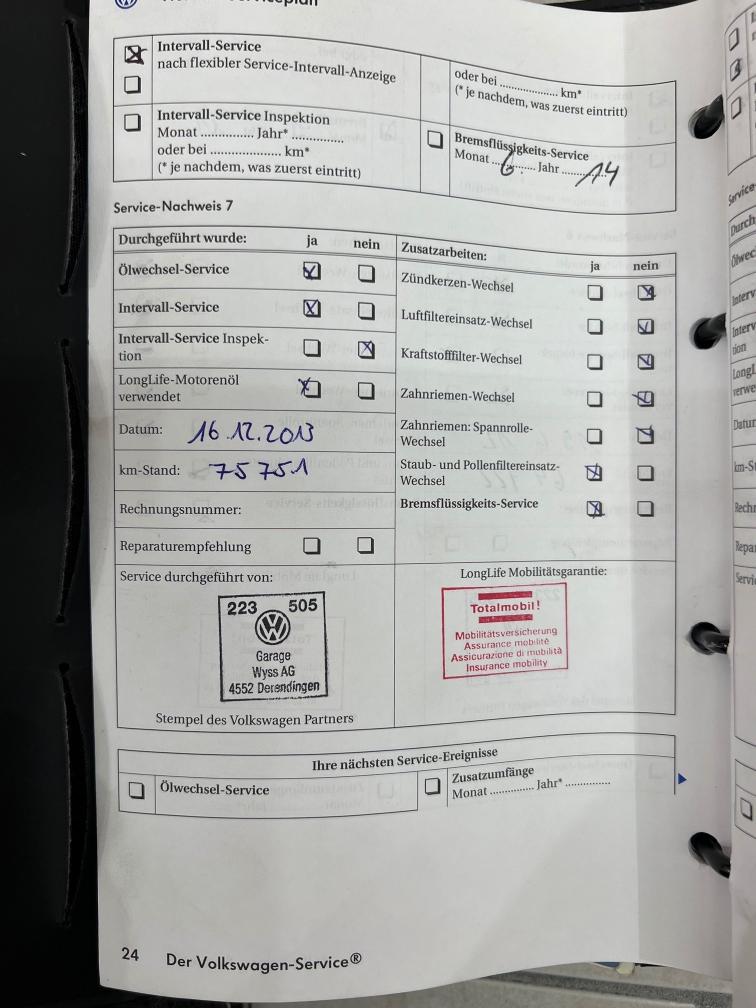 Intervall-Service
nach flexibler Service-Intervall-Anzeige
oder bei .................. km*
(* je nachdem, was zuerst eintritt)
Intervall-Service Inspektion
Monat .............. Jahr* ..............
oder bei ................... km*
(* je nachdem, was zuerst eintritt)
Bremsflüssigkeits-Service
Monat .... 6. .... Jahr ........ 14
Service-Nachweis 7
Durchgeführt wurde: ja nein
Ölwechsel-Service
Intervall-Service
Intervall-Service Inspek-
tion
LongLife-Motorenöl
verwendet
Datum: 16.12.2013
km-Stand: 75 751
Rechnungsnummer:
Reparaturempfehlung
Zusatzarbeiten: ja nein
Zündkerzen-Wechsel
Luftfiltereinsatz-Wechsel
Kraftstofffilter-Wechsel
Zahnriemen-Wechsel
Zahnriemen: Spannrolle-
Wechsel
Staub- und Pollenfiltereinsatz-
Wechsel
Bremsflüssigkeits-Service
Service durchgeführt von:
223 505
VW
Garage
Wyss AG
4552 Derendingen
Stempel des Volkswagen Partners
LongLife Mobilitätsgarantie:
Totalmobil!
Mobilitätsversicherung
Assurance mobilité
Assicurazione di mobilità
Insurance mobility
Ihre nächsten Service-Ereignisse
Ölwechsel-Service
Zusatzumfänge
Monat .............. Jahr* ..............
24 Der Volkswagen-Service®